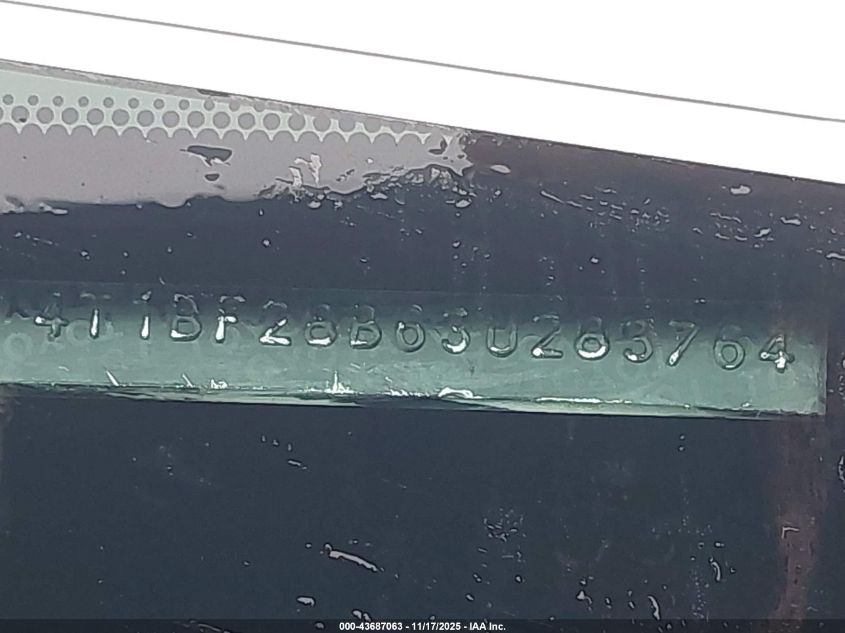 4T1BF28B63U283764
000-43687063 - 11/17/2025 - IAA Inc.